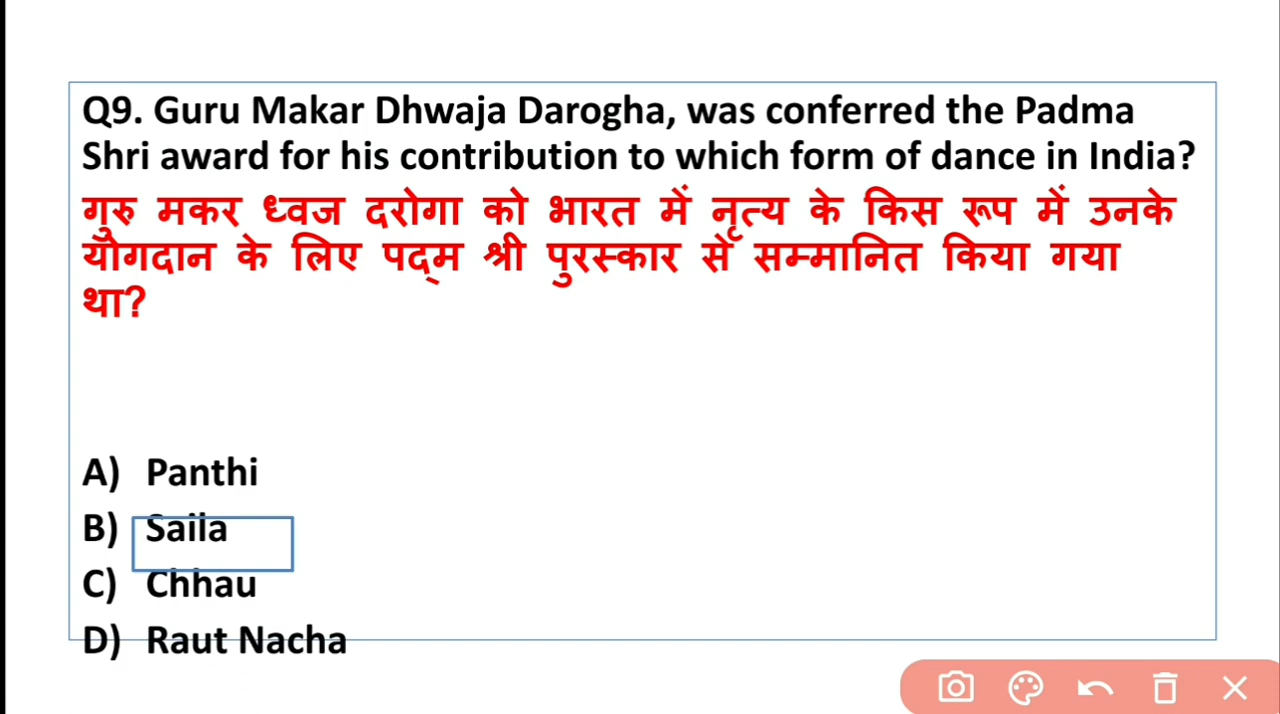 Q9. Guru Makar Dhwaja Darogha, was conferred the Padma
Shri award for his contribution to which form of dance in India?
गुरु मकर ध्वज दरोगा को भारत में नृत्य के किस रूप में उनके
योगदान के लिए पद्म श्री पुरस्कार से सम्मानित किया गया
था?
A) Panthi
B) Saila
C) Chhau
D) Raut Nacha